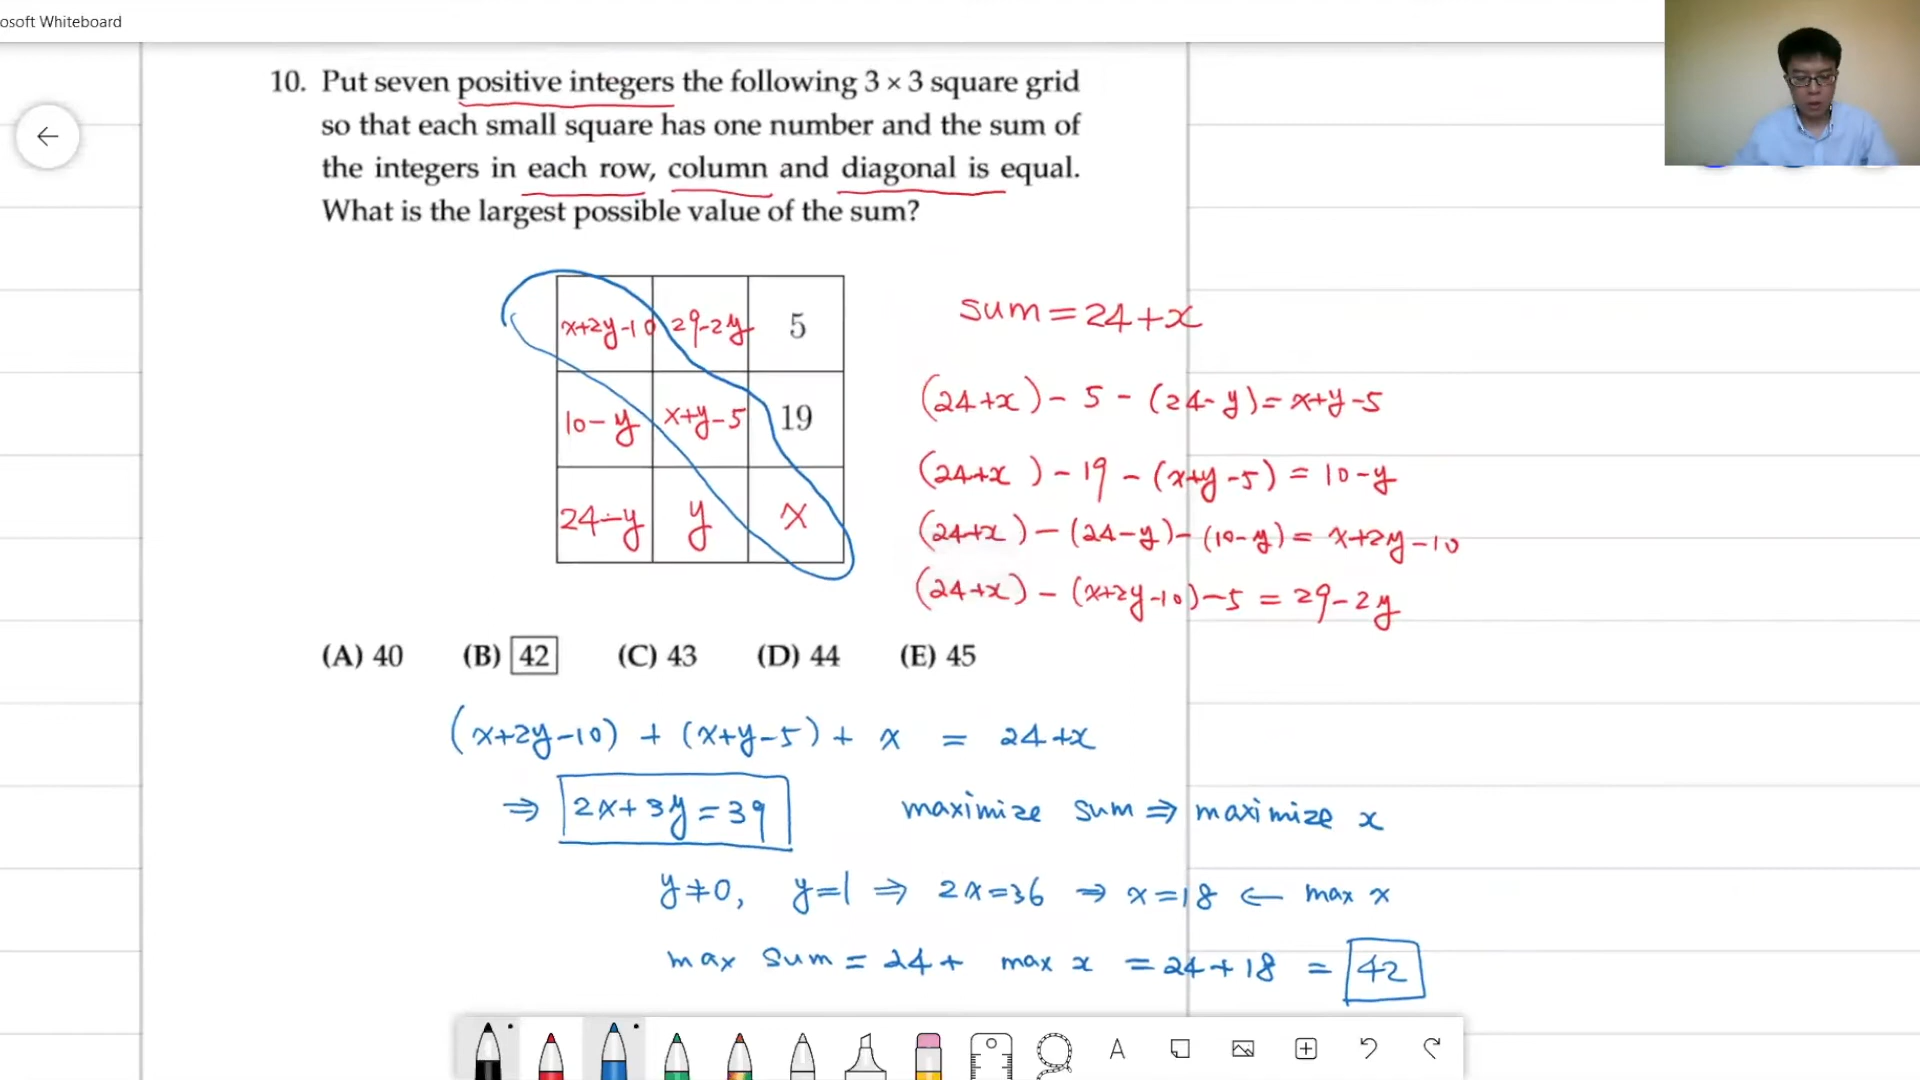 osoft Whiteboard
10. Put seven positive integers the following 3 × 3 square grid
so that each small square has one number and the sum of
the integers in each row, column and diagonal is equal.
What is the largest possible value of the sum?
x+2y-10 29-2y 5
10-y x+y-5 19
24-y y x
sum=24+x
(24+x)-5-(24-y)=x+y-5
(24+x)-19-(x+y-5)=10-y
(24+x)-(24-y)-(10-y)=x+2y-10
(24+x)-(x+2y-10)-5=29-2y
(A) 40 (B) 42 (C) 43 (D) 44 (E) 45
(x+2y-10)+(x+y-5)+x = 24+x
⇒ 2x+3y=39 maximize sum ⇒ maximize x
y≠0, y=1 ⇒ 2x=36 ⇒ x=18 ← max x
max sum = 24+ max x = 24+18 = 42
A